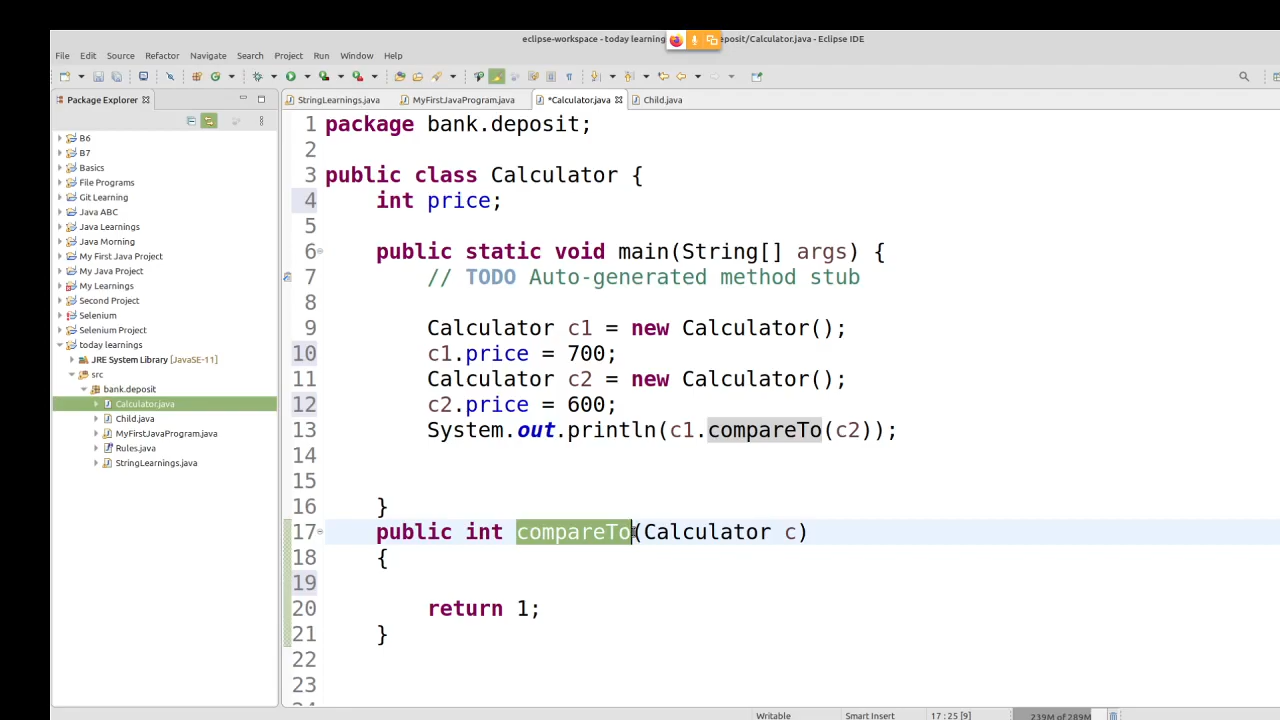 eclipse-workspace - today learning eposit/Calculator.java - Eclipse IDE
File Edit Source Refactor Navigate Search Project Run Window Help
Package Explorer
StringLearnings.java MyFirstJavaProgram.java *Calculator.java Child.java
B6
B7
Basics
File Programs
Git Learning
Java ABC
Java Learnings
Java Morning
My First Project
My Java Project
My Learnings
Second Project
Selenium
Selenium Project
today learnings
JRE System Library [JavaSE-11]
src
bank.deposit
Calculator.java
Child.java
MyFirstJavaProgram.java
Rules.java
StringLearnings.java
1 package bank.deposit;
2
3 public class Calculator {
4 int price;
5
6 public static void main(String[] args) {
7 // TODO Auto-generated method stub
8
9 Calculator c1 = new Calculator();
10 c1.price = 700;
11 Calculator c2 = new Calculator();
12 c2.price = 600;
13 System.out.println(c1.compareTo(c2));
14
15
16 }
17 public int compareTo(Calculator c)
18 {
19
20 return 1;
21 }
22
23
Writable Smart Insert 17 : 25 [9] 239M of 289M